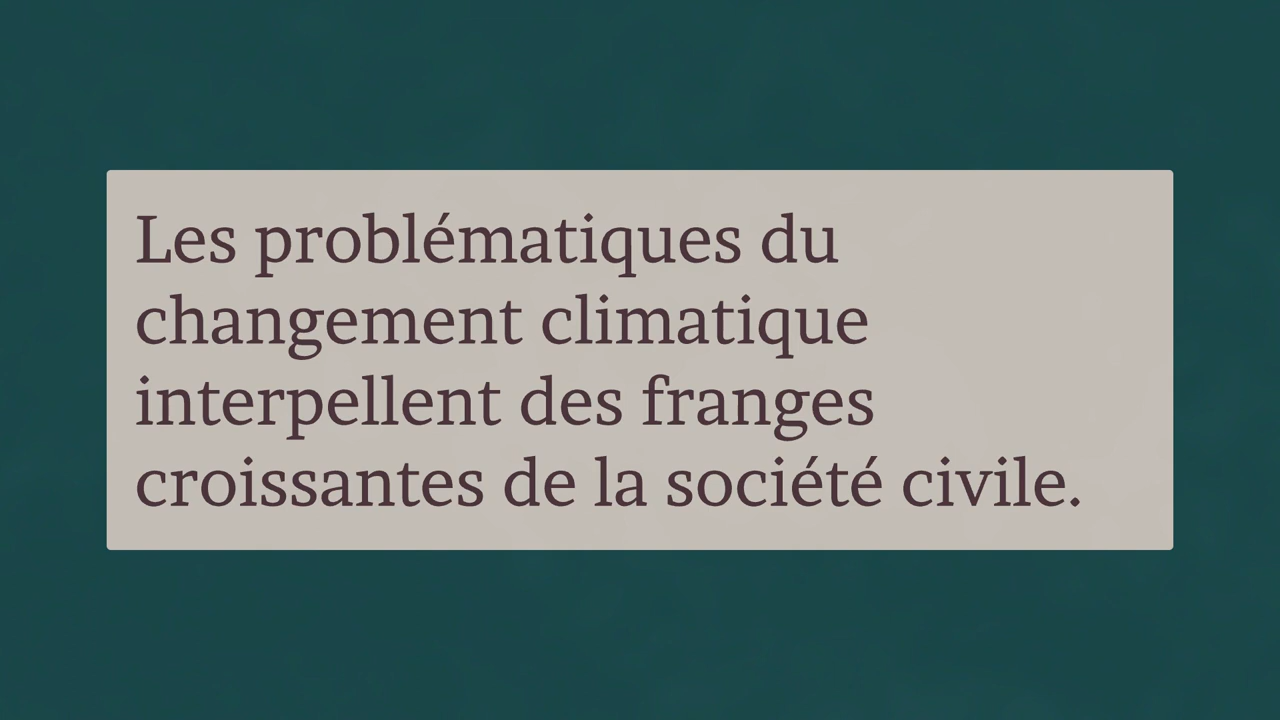 Les problématiques du
changement climatique
interpellent des franges
croissantes de la société civile.